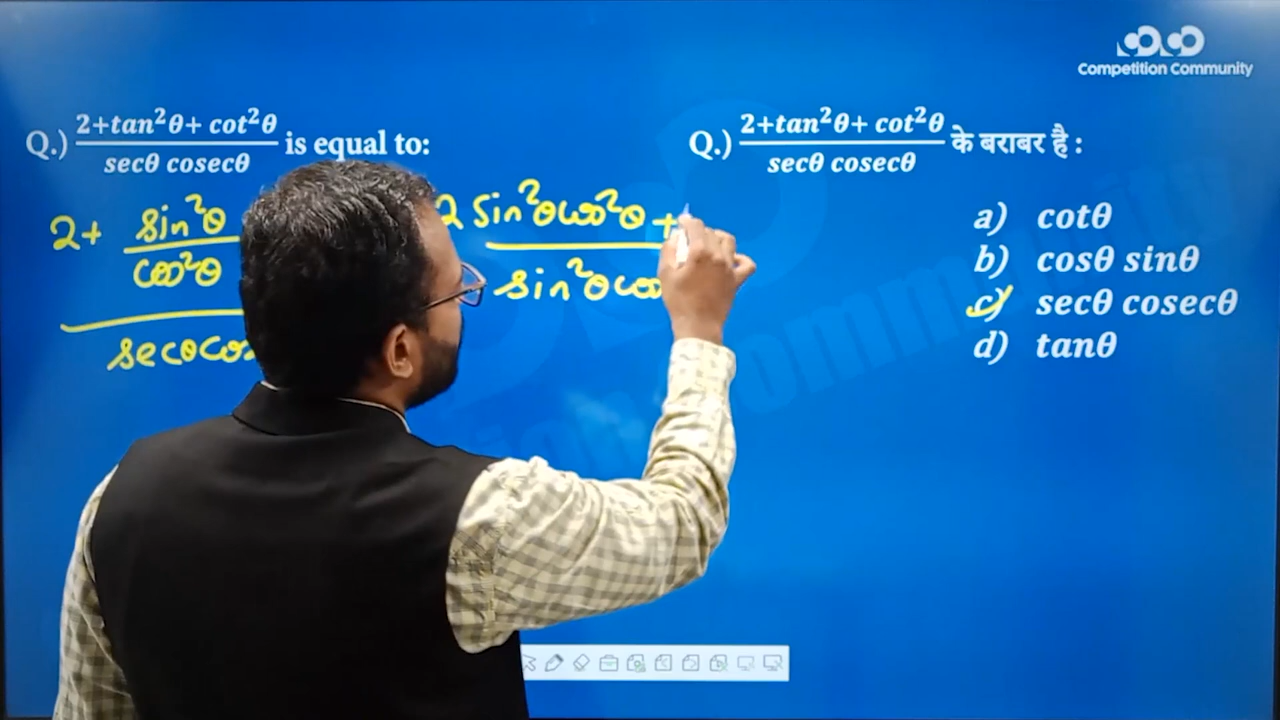 Competition Community
Q.) 2+tan²θ+ cot²θ / secθ cosecθ is equal to:
2+ sin²θ / cos²θ
secθcos
2 sin²θcos²θ +
sin²θcos
Q.) 2+tan²θ+ cot²θ / secθ cosecθ के बराबर है :
a) cotθ
b) cosθ sinθ
c) secθ cosecθ
d) tanθ